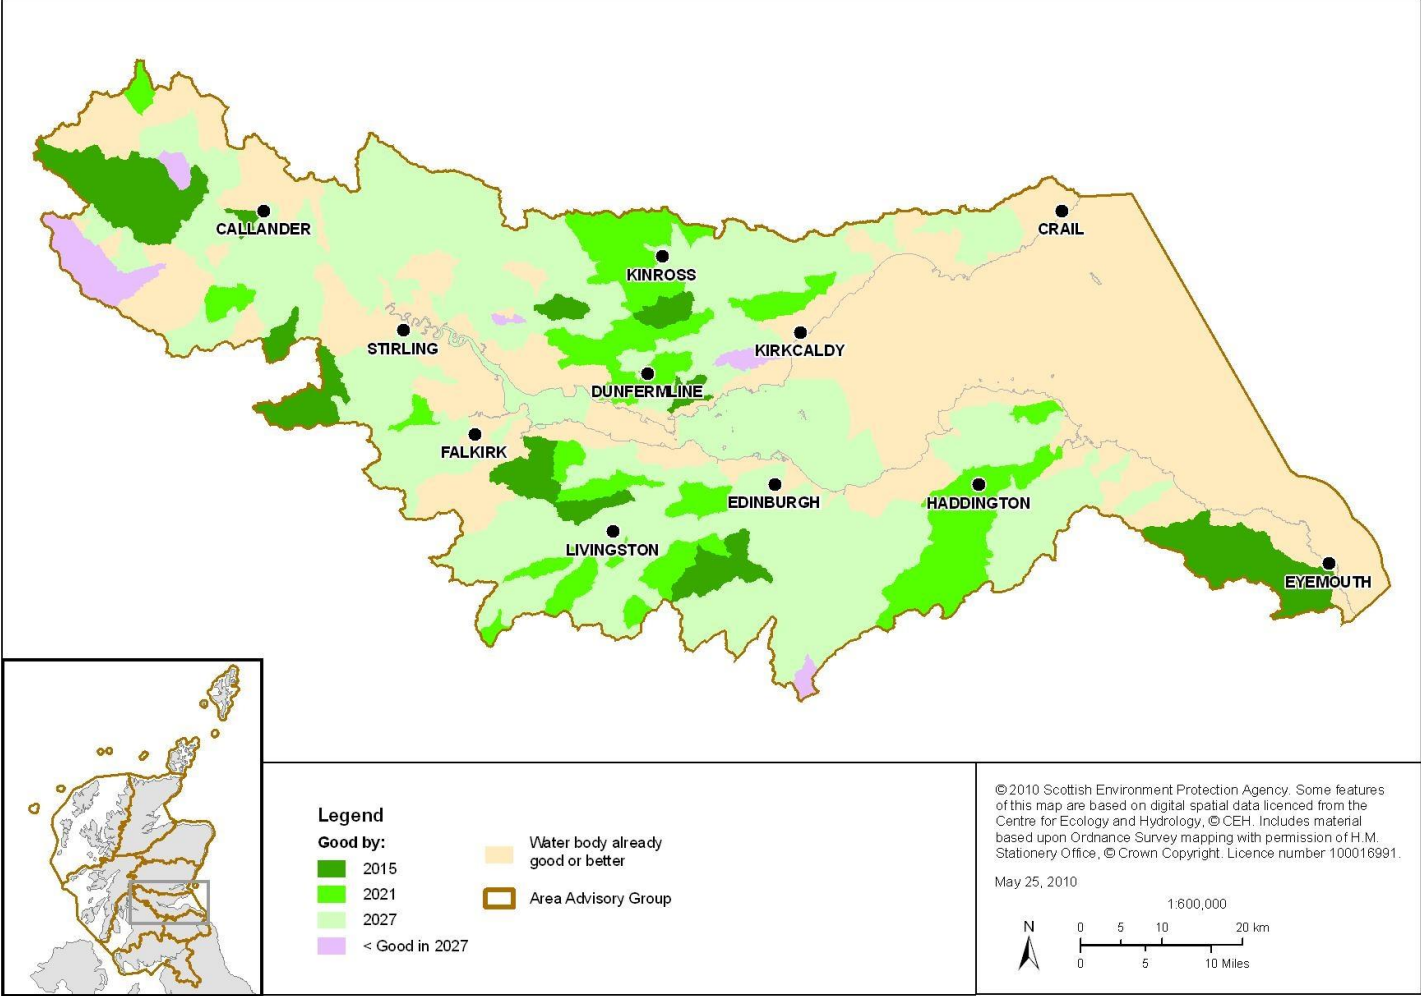 CALLANDER
CRAIL
KINROSS
STIRLING
KIRKCALDY
DUNFERMLINE
FALKIRK
EDINBURGH
HADDINGTON
LIVINGSTON
EYEMOUTH
Legend
Good by:
2015
2021
2027
< Good in 2027
Water body already
good or better
Area Advisory Group
© 2010 Scottish Environment Protection Agency. Some features
of this map are based on digital spatial data licenced from the
Centre for Ecology and Hydrology, © CEH. Includes material
based upon Ordnance Survey mapping with permission of H.M.
Stationery Office, © Crown Copyright. Licence number 100016991.
May 25, 2010
1:600,000
N
0 5 10 20 km
0 5 10 Miles